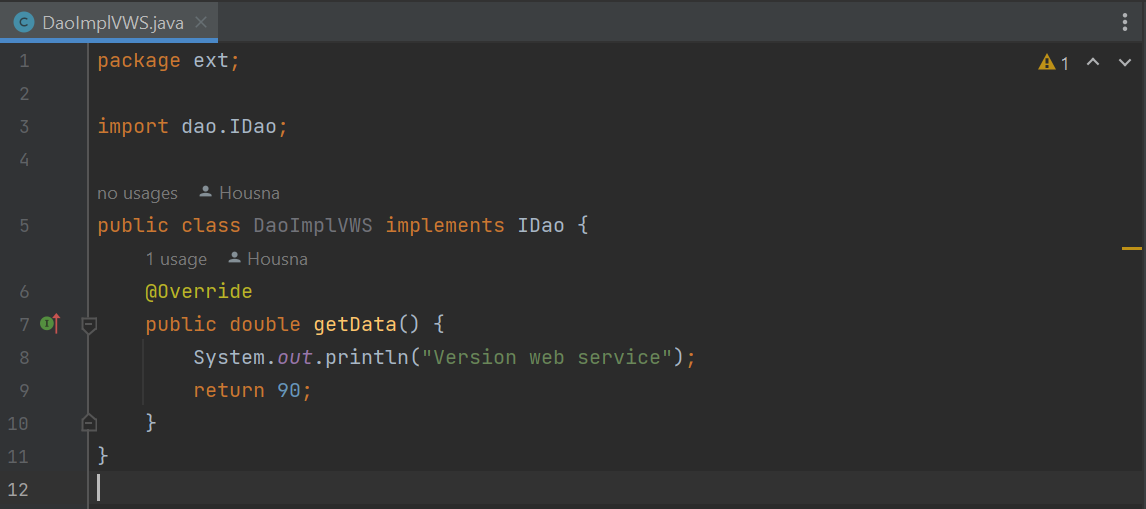 DaoImplVWS.java
1 package ext; 1
2
3 import dao.IDao;
4
no usages Housna
5 public class DaoImplVWS implements IDao {
1 usage Housna
6 @Override
7 public double getData() {
8 System.out.println("Version web service");
9 return 90;
10 }
11 }
12